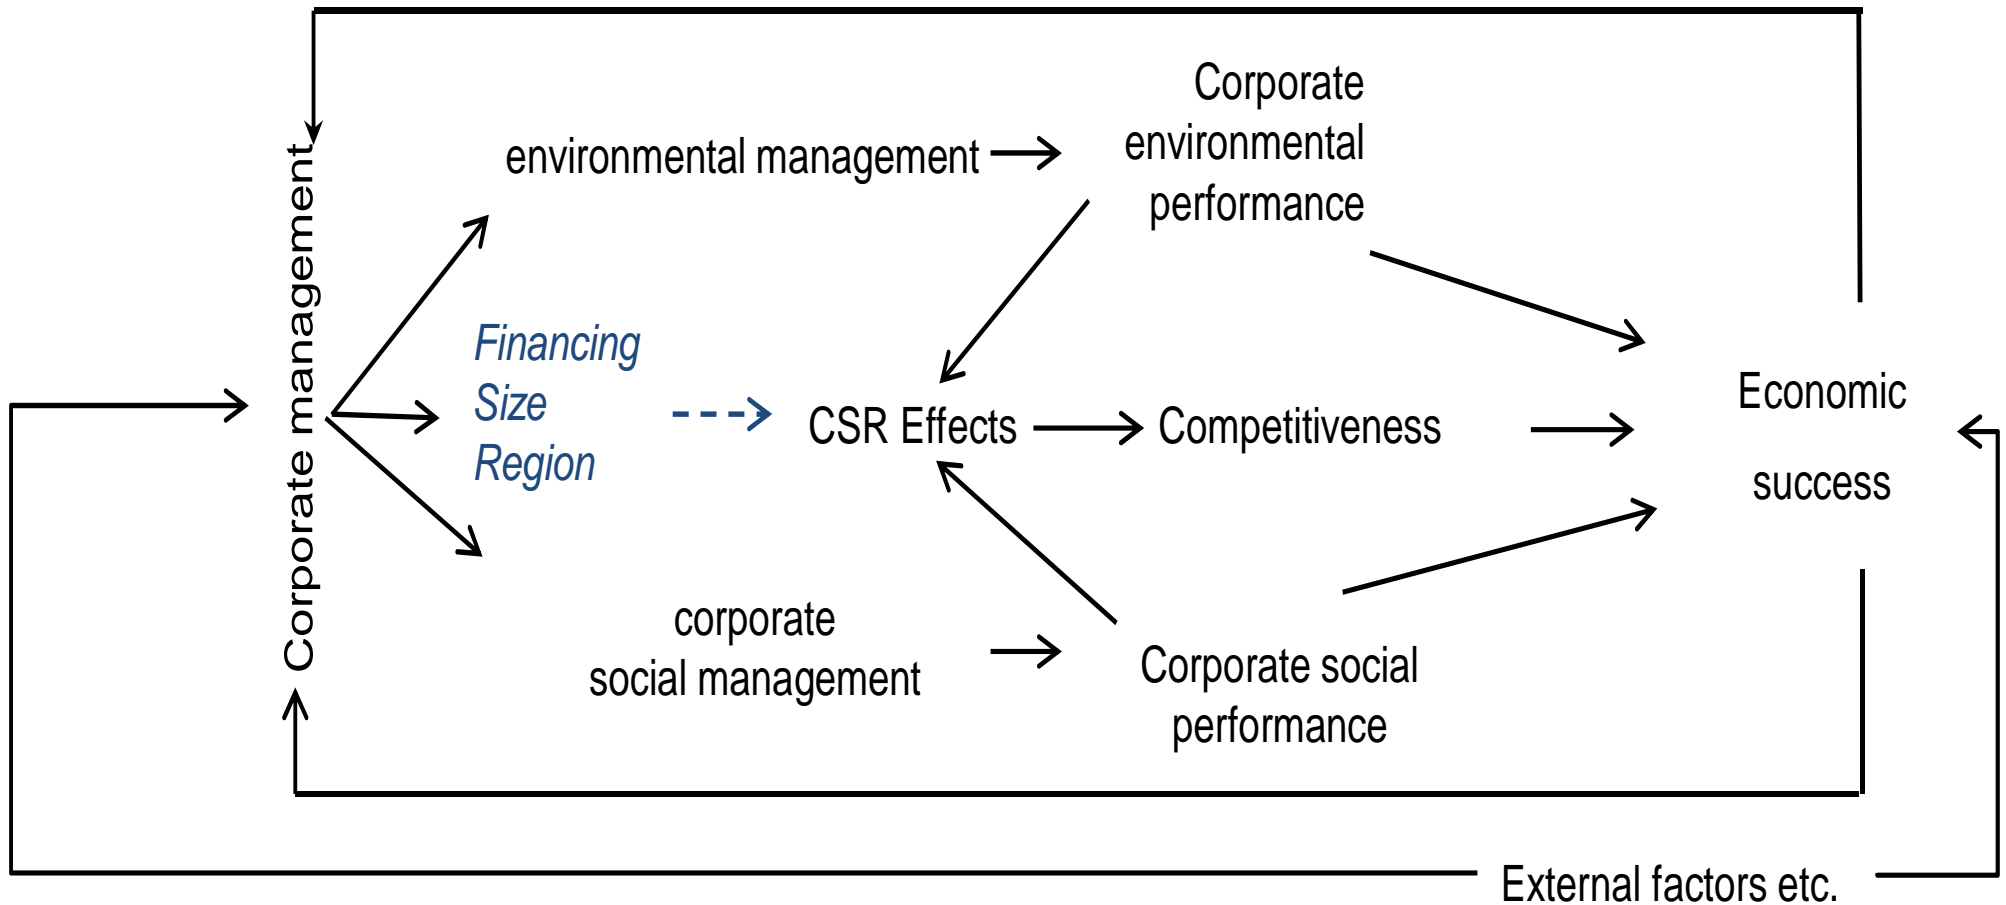 Corporate management
environmental management
Corporate
environmental
performance
Financing
Size
Region
CSR Effects
Competitiveness
Economic
success
corporate
social management
Corporate social
performance
External factors etc.